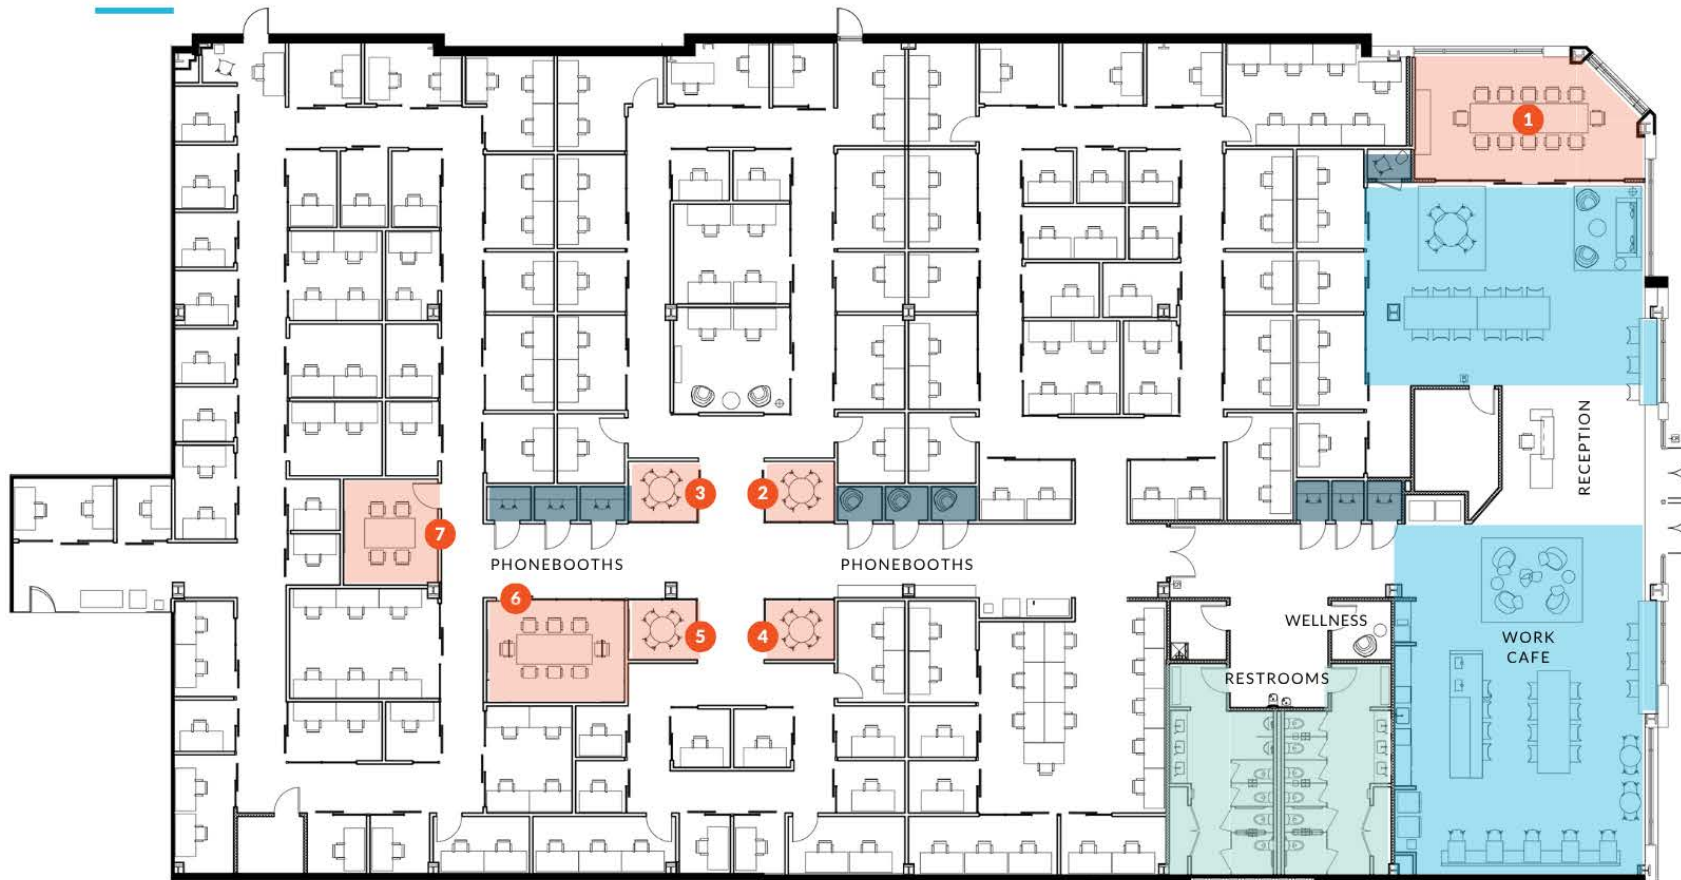 1
RECEPTION
3
2
7
PHONEBOOTHS
PHONEBOOTHS
6
5
4
WELLNESS
WORK
CAFE
RESTROOMS